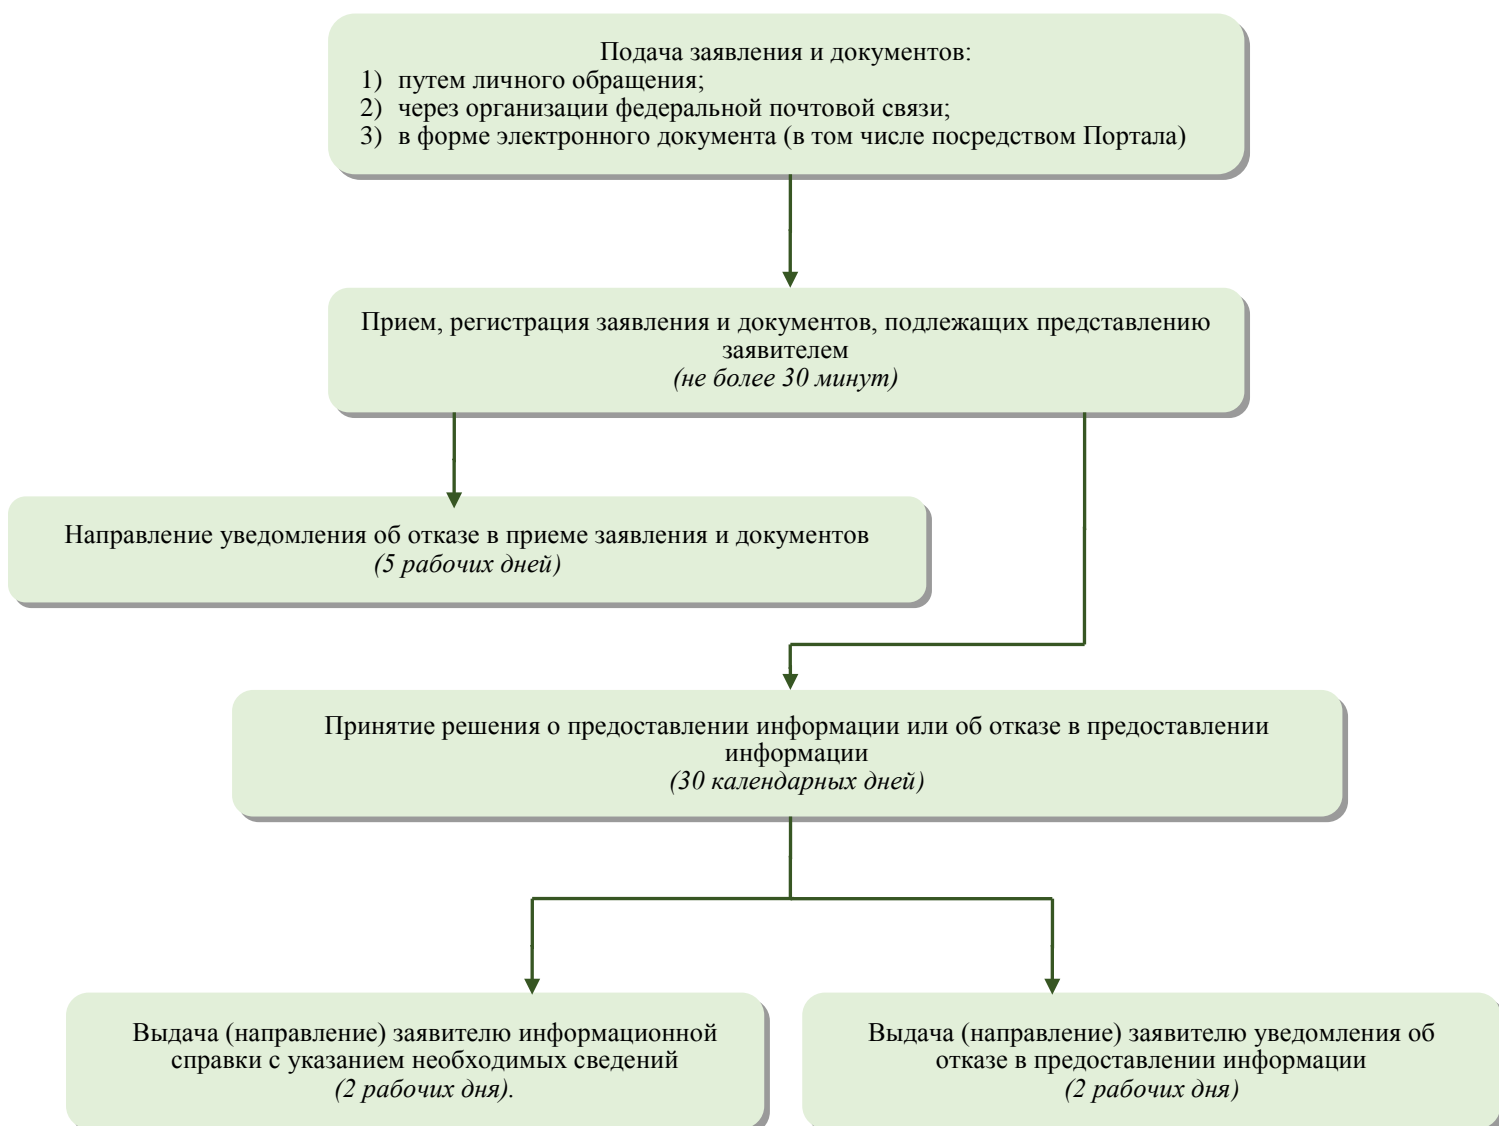 Подача заявления и документов:
1) путем личного обращения;
2) через организации федеральной почтовой связи;
3) в форме электронного документа (в том числе посредством Портала)
Прием, регистрация заявления и документов, подлежащих представлению
заявителем
(не более 30 минут)
Направление уведомления об отказе в приеме заявления и документов
(5 рабочих дней)
Принятие решения о предоставлении информации или об отказе в предоставлении
информации
(30 календарных дней)
Выдача (направление) заявителю информационной
справки с указанием необходимых сведений
(2 рабочих дня).
Выдача (направление) заявителю уведомления об
отказе в предоставлении информации
(2 рабочих дня)